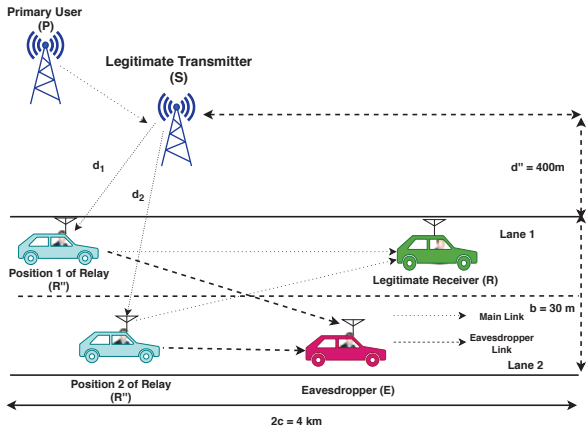 Primary User
(P)
Legitimate Transmitter
(S)
d1
d2
d" = 400m
Lane 1
Position 1 of Relay
(R")
Legitimate Receiver (R)
b = 30 m
Main Link
Eavesdropper
Link
Lane 2
Position 2 of Relay
(R")
Eavesdropper (E)
2c = 4 km